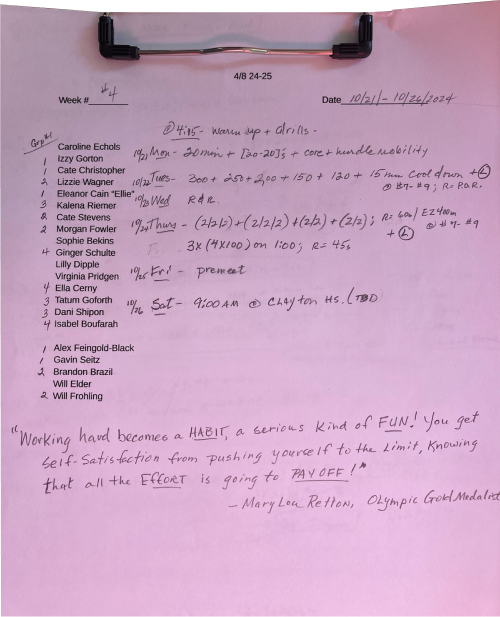 4/8 24-25
Week # #4
Date 10/21/ - 10/26/2024
@ 4:15 - warm up + drills -
Grp #
Caroline Echols
1 Izzy Gorton 10/21 Mon - 20min + [20-20]'s + core + hurdle mobility
1 Cate Christopher
2 Lizzie Wagner 10/22 Tues - 300 + 250 + 200 + 150 + 120 + 15 min cool down + L
1 Eleanor Cain "Ellie" @ #7-#9; R= R.O.R.
3 Kalena Riemer 10/23 Wed R.O.R.
2 Cate Stevens
2 Morgan Fowler 10/24 Thurs - (2/2/2) + (2/2/2) + (2/2) + (2/2); R= 60s/ EZ 400m
+ L @ #7- #9
Sophie Bekins 3x (4x100) on 1:00; R= 45s
4 Ginger Schulte
Lilly Dipple
Virginia Pridgen 10/25 Fri - premeet
4 Ella Cerny
3 Tatum Goforth 10/26 Sat - 9:00 AM @ Clayton HS. (TBD
3 Dani Shipon
4 Isabel Boufarah
1 Alex Feingold-Black
1 Gavin Seitz
2 Brandon Brazil
Will Elder
2 Will Frohling
"Working hard becomes a HABIT, a serious kind of FUN! You get
self-satisfaction from pushing yourself to the limit, knowing
that all the EFFORT is going to PAY OFF!"
- Mary Lou Retton, Olympic Gold Medalist